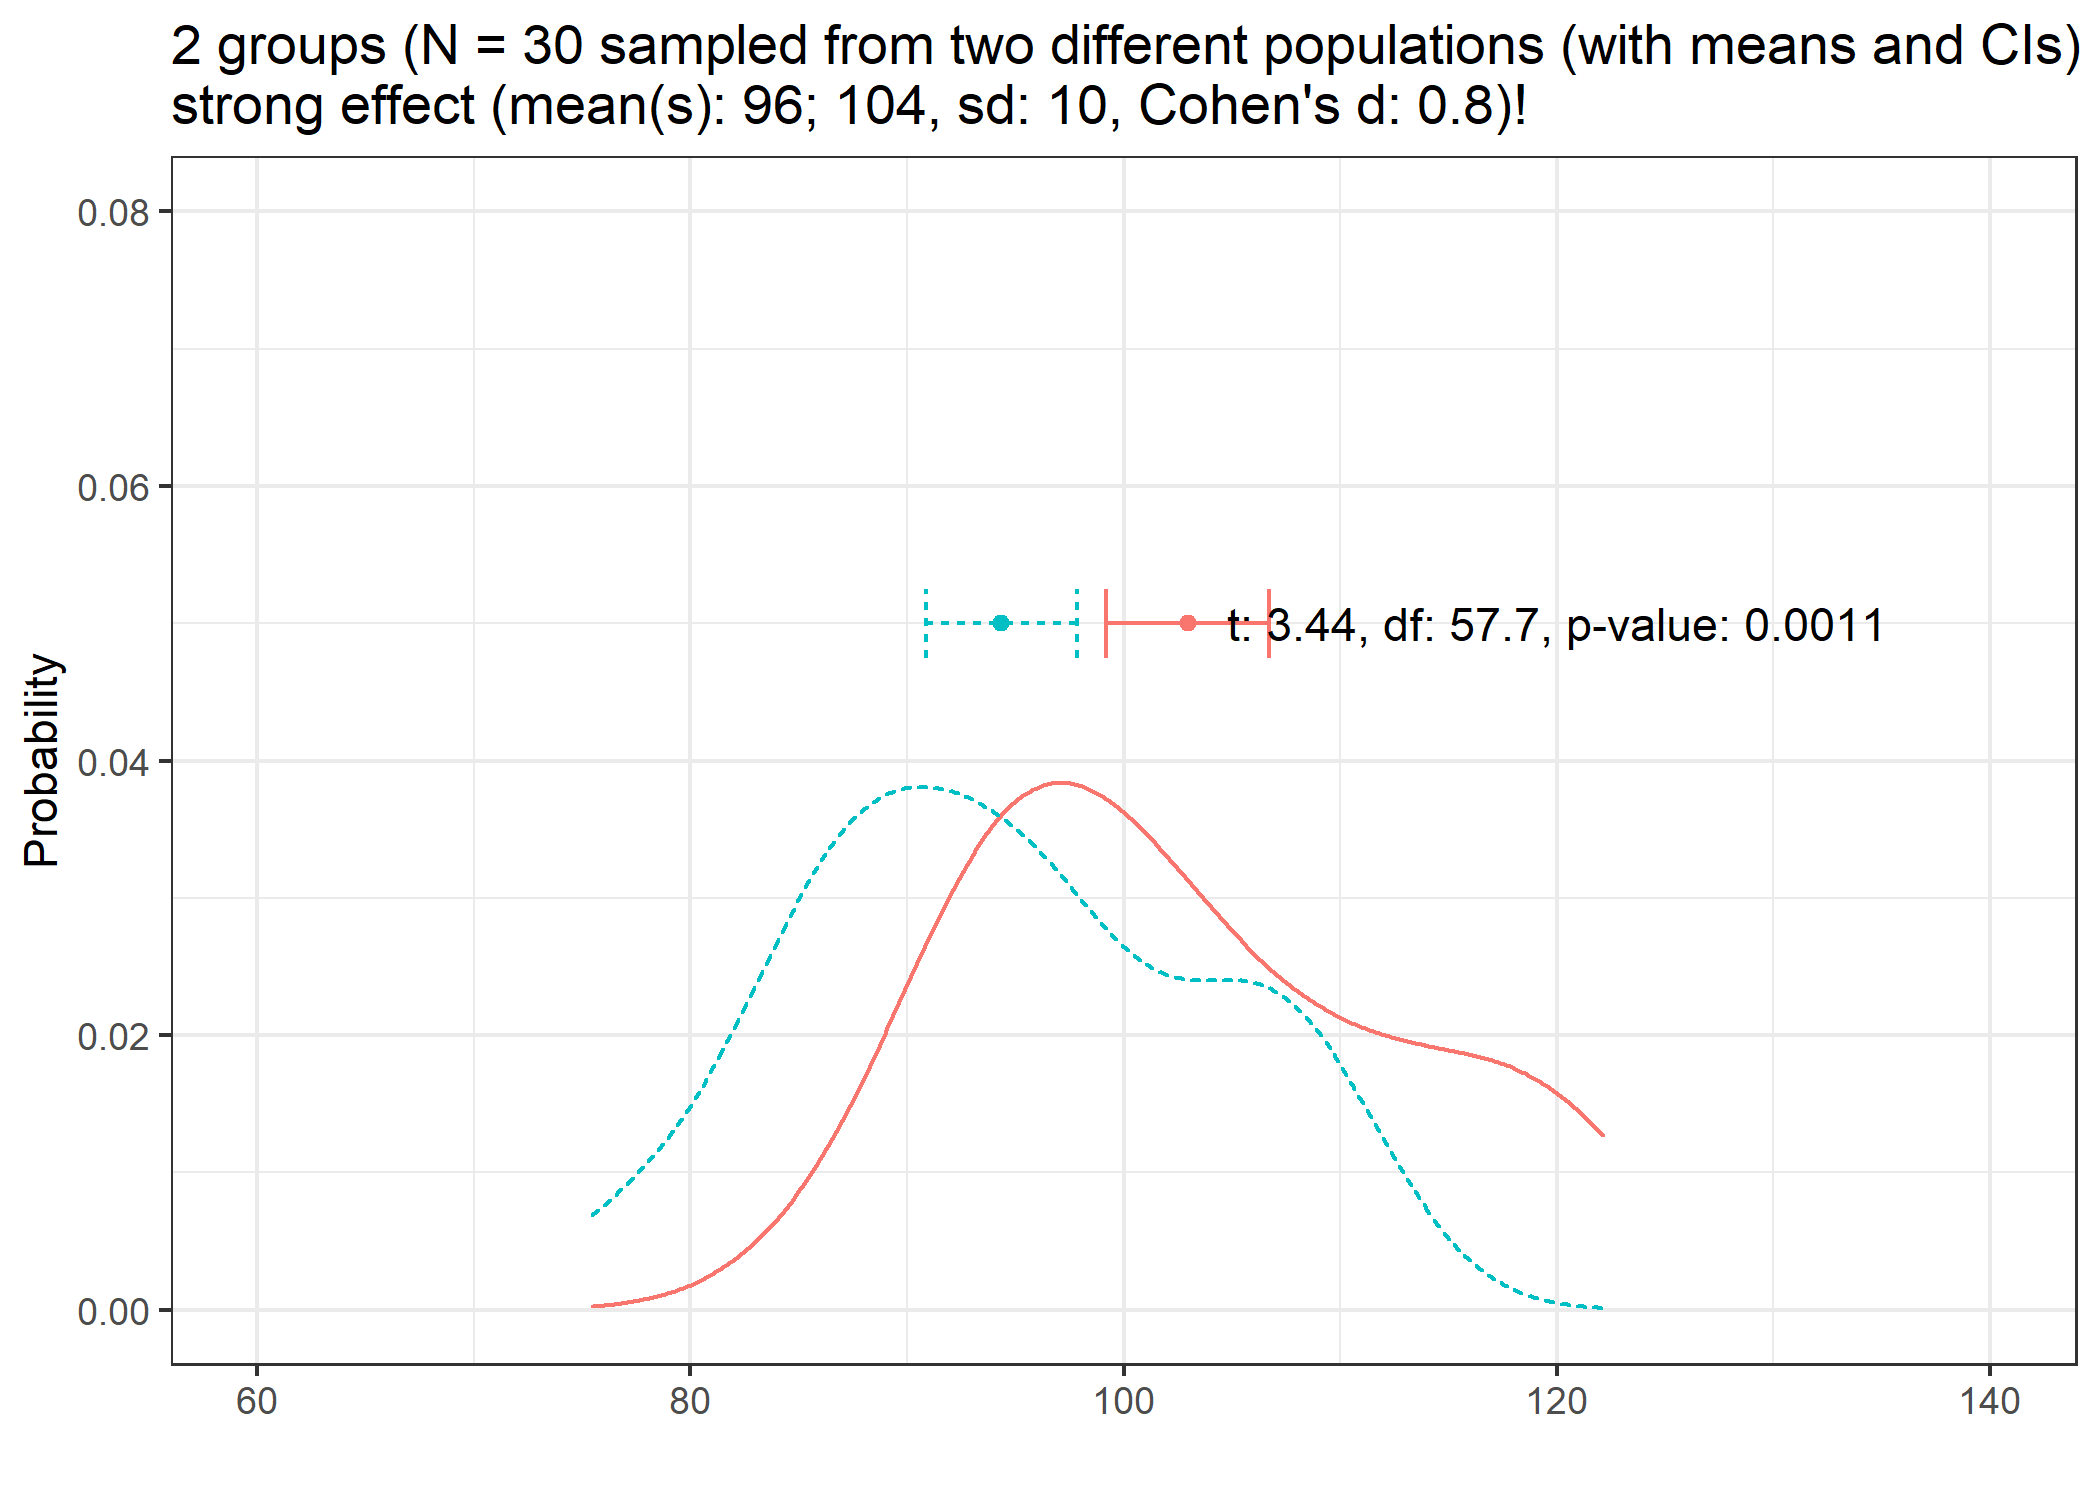 2 groups (N = 30 sampled from two different populations (with means and CIs)
strong effect (mean(s): 96; 104, sd: 10, Cohen's d: 0.8)!
0.08
0.06
t: 3.44, df: 57.7, p-value: 0.0011
Probability
0.04
0.02
0.00
60 80 100 120 140